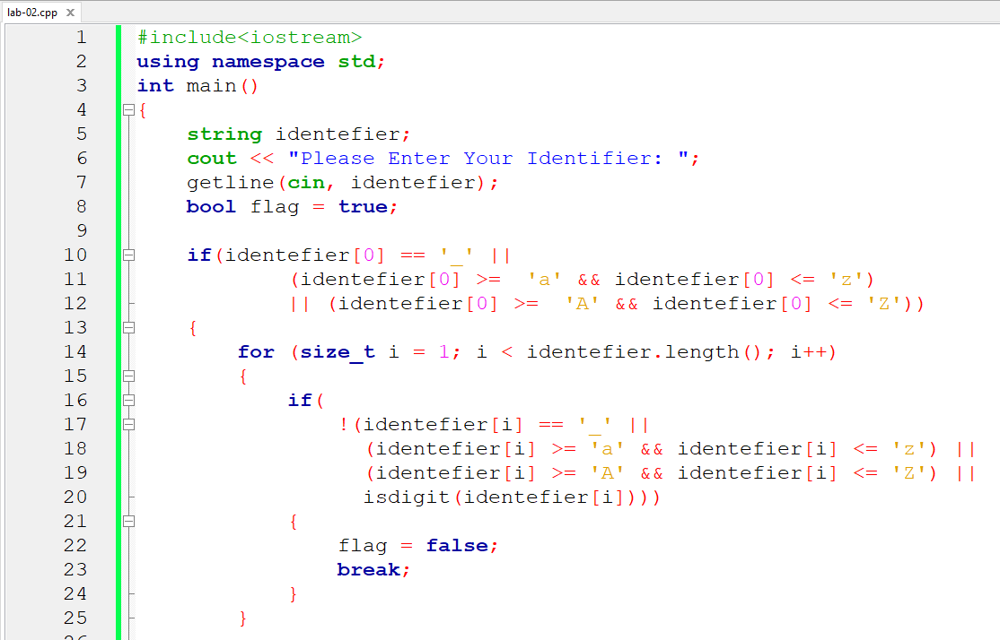 lab-02.cpp
1 #include<iostream>
2 using namespace std;
3 int main()
4 {
5     string identefier;
6     cout << "Please Enter Your Identifier: ";
7     getline(cin, identefier);
8     bool flag = true;
9
10     if(identefier[0] == '_' ||
11             (identefier[0] >=  'a' && identefier[0] <= 'z')
12             || (identefier[0] >=  'A' && identefier[0] <= 'Z'))
13     {
14         for (size_t i = 1; i < identefier.length(); i++)
15         {
16             if(
17                 !(identefier[i] == '_' ||
18                   (identefier[i] >= 'a' && identefier[i] <= 'z') ||
19                   (identefier[i] >= 'A' && identefier[i] <= 'Z') ||
20                   isdigit(identefier[i])))
21             {
22                 flag = false;
23                 break;
24             }
25         }